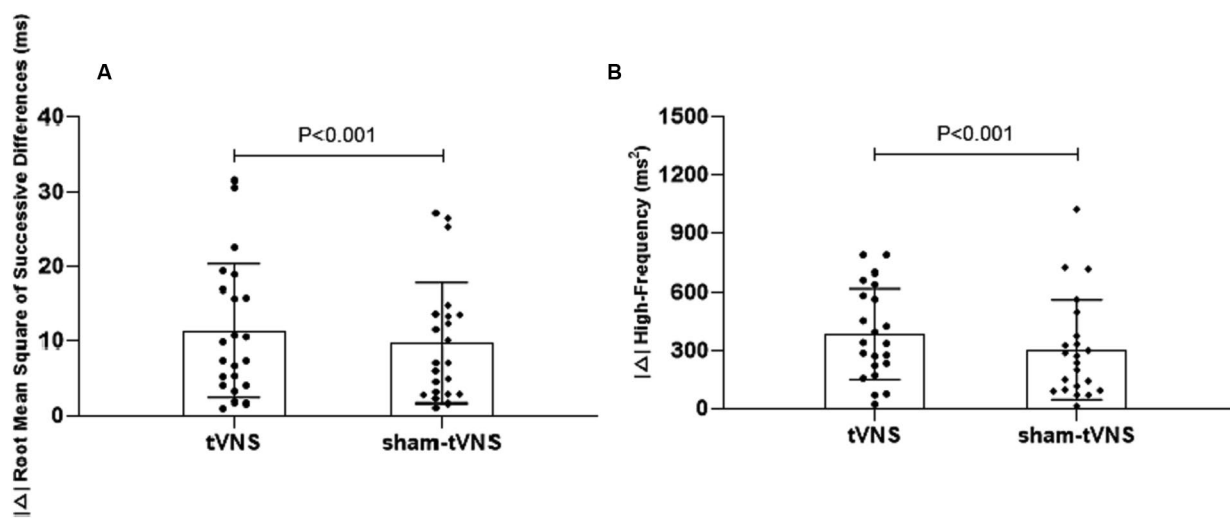 A
|△| Root Mean Square of Successive Differences (ms)
40
30
20
10
0
P<0.001
tVNS
sham-tVNS
B
|△| High-Frequency (ms²)
1500
1200
900
600
300
0
P<0.001
tVNS
sham-tVNS